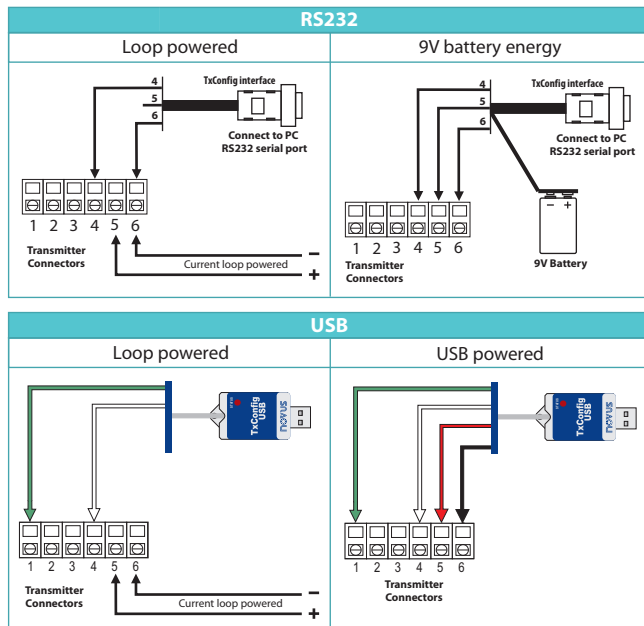 RS232
Loop powered
9V battery energy
4
5
6
TxConfig interface
Connect to PC
RS232 serial port
1 2 3 4 5 6
Transmitter
Connectors
Current loop powered
−
+
4
5
6
TxConfig interface
Connect to PC
RS232 serial port
1 2 3 4 5 6
Transmitter
Connectors
− +
9V Battery
USB
Loop powered
USB powered
TxConfig
USB
novus
1 2 3 4 5 6
Transmitter
Connectors
Current loop powered
−
+
TxConfig
USB
novus
1 2 3 4 5 6
Transmitter
Connectors